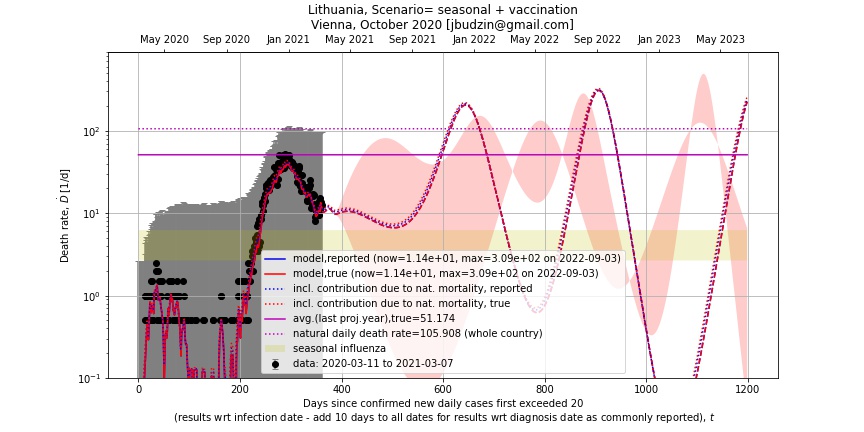 Lithuania, Scenario= seasonal + vaccination
Vienna, October 2020 [jbudzin@gmail.com]
May 2020 Sep 2020 Jan 2021 May 2021 Sep 2021 Jan 2022 May 2022 Sep 2022 Jan 2023 May 2023
Death rate, D [1/d]
10²
10¹
10⁰
10⁻¹
model,reported (now=1.14e+01, max=3.09e+02 on 2022-09-03)
model,true (now=1.14e+01, max=3.09e+02 on 2022-09-03)
incl. contribution due to nat. mortality, reported
incl. contribution due to nat. mortality, true
avg.(last proj.year),true=51.174
natural daily death rate=105.908 (whole country)
seasonal influenza
data: 2020-03-11 to 2021-03-07
0 200 400 600 800 1000 1200
Days since confirmed new daily cases first exceeded 20
(results wrt infection date - add 10 days to all dates for results wrt diagnosis date as commonly reported), t